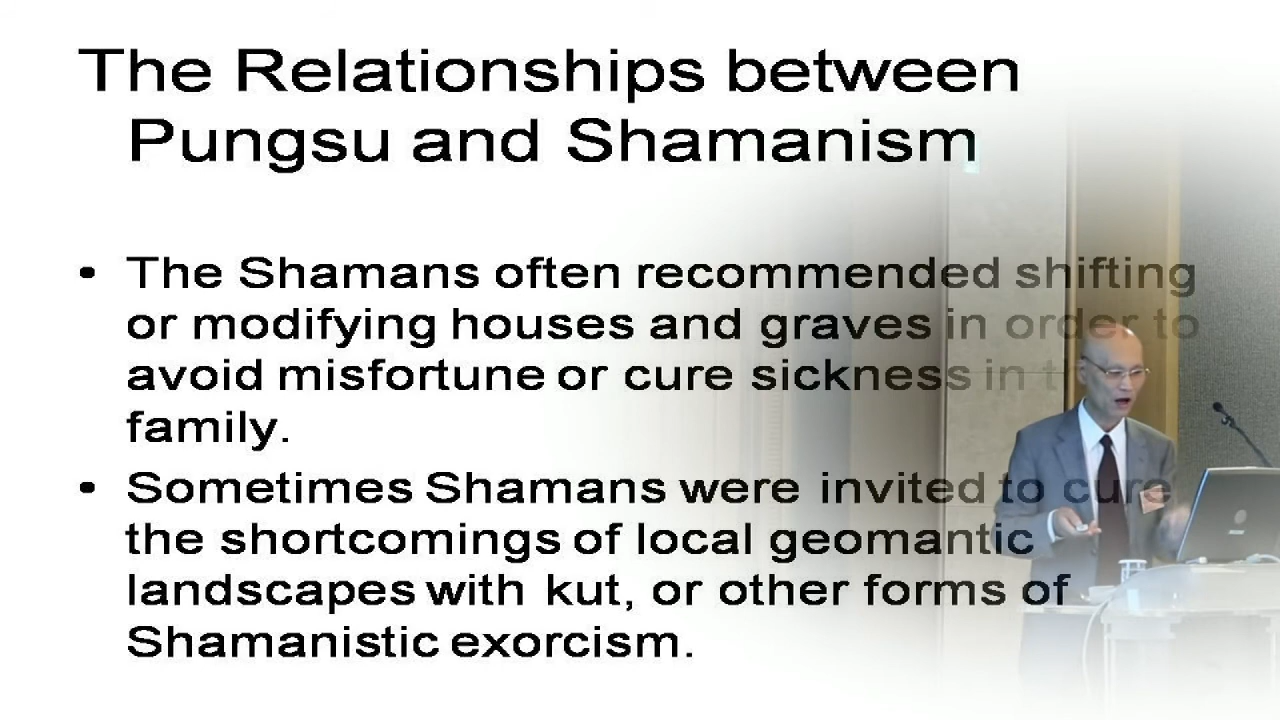 The Relationships between
Pungsu and Shamanism
• The Shamans often recommended shifting
or modifying houses and graves in order to
avoid misfortune or cure sickness in
family.
• Sometimes Shamans were invited to cure
the shortcomings of local geomantic
landscapes with kut, or other forms of
Shamanistic exorcism.